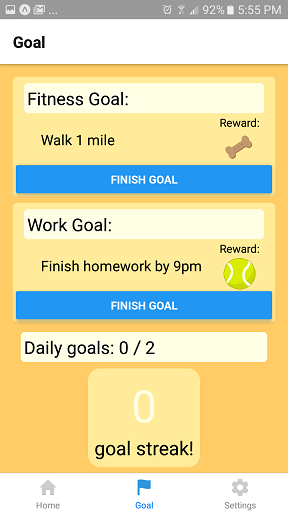 ... 92% 5:55 PM
Goal
Fitness Goal:
Reward:
Walk 1 mile
FINISH GOAL
Work Goal:
Reward:
Finish homework by 9pm
FINISH GOAL
Daily goals: 0 / 2
0
goal streak!
Home Goal Settings